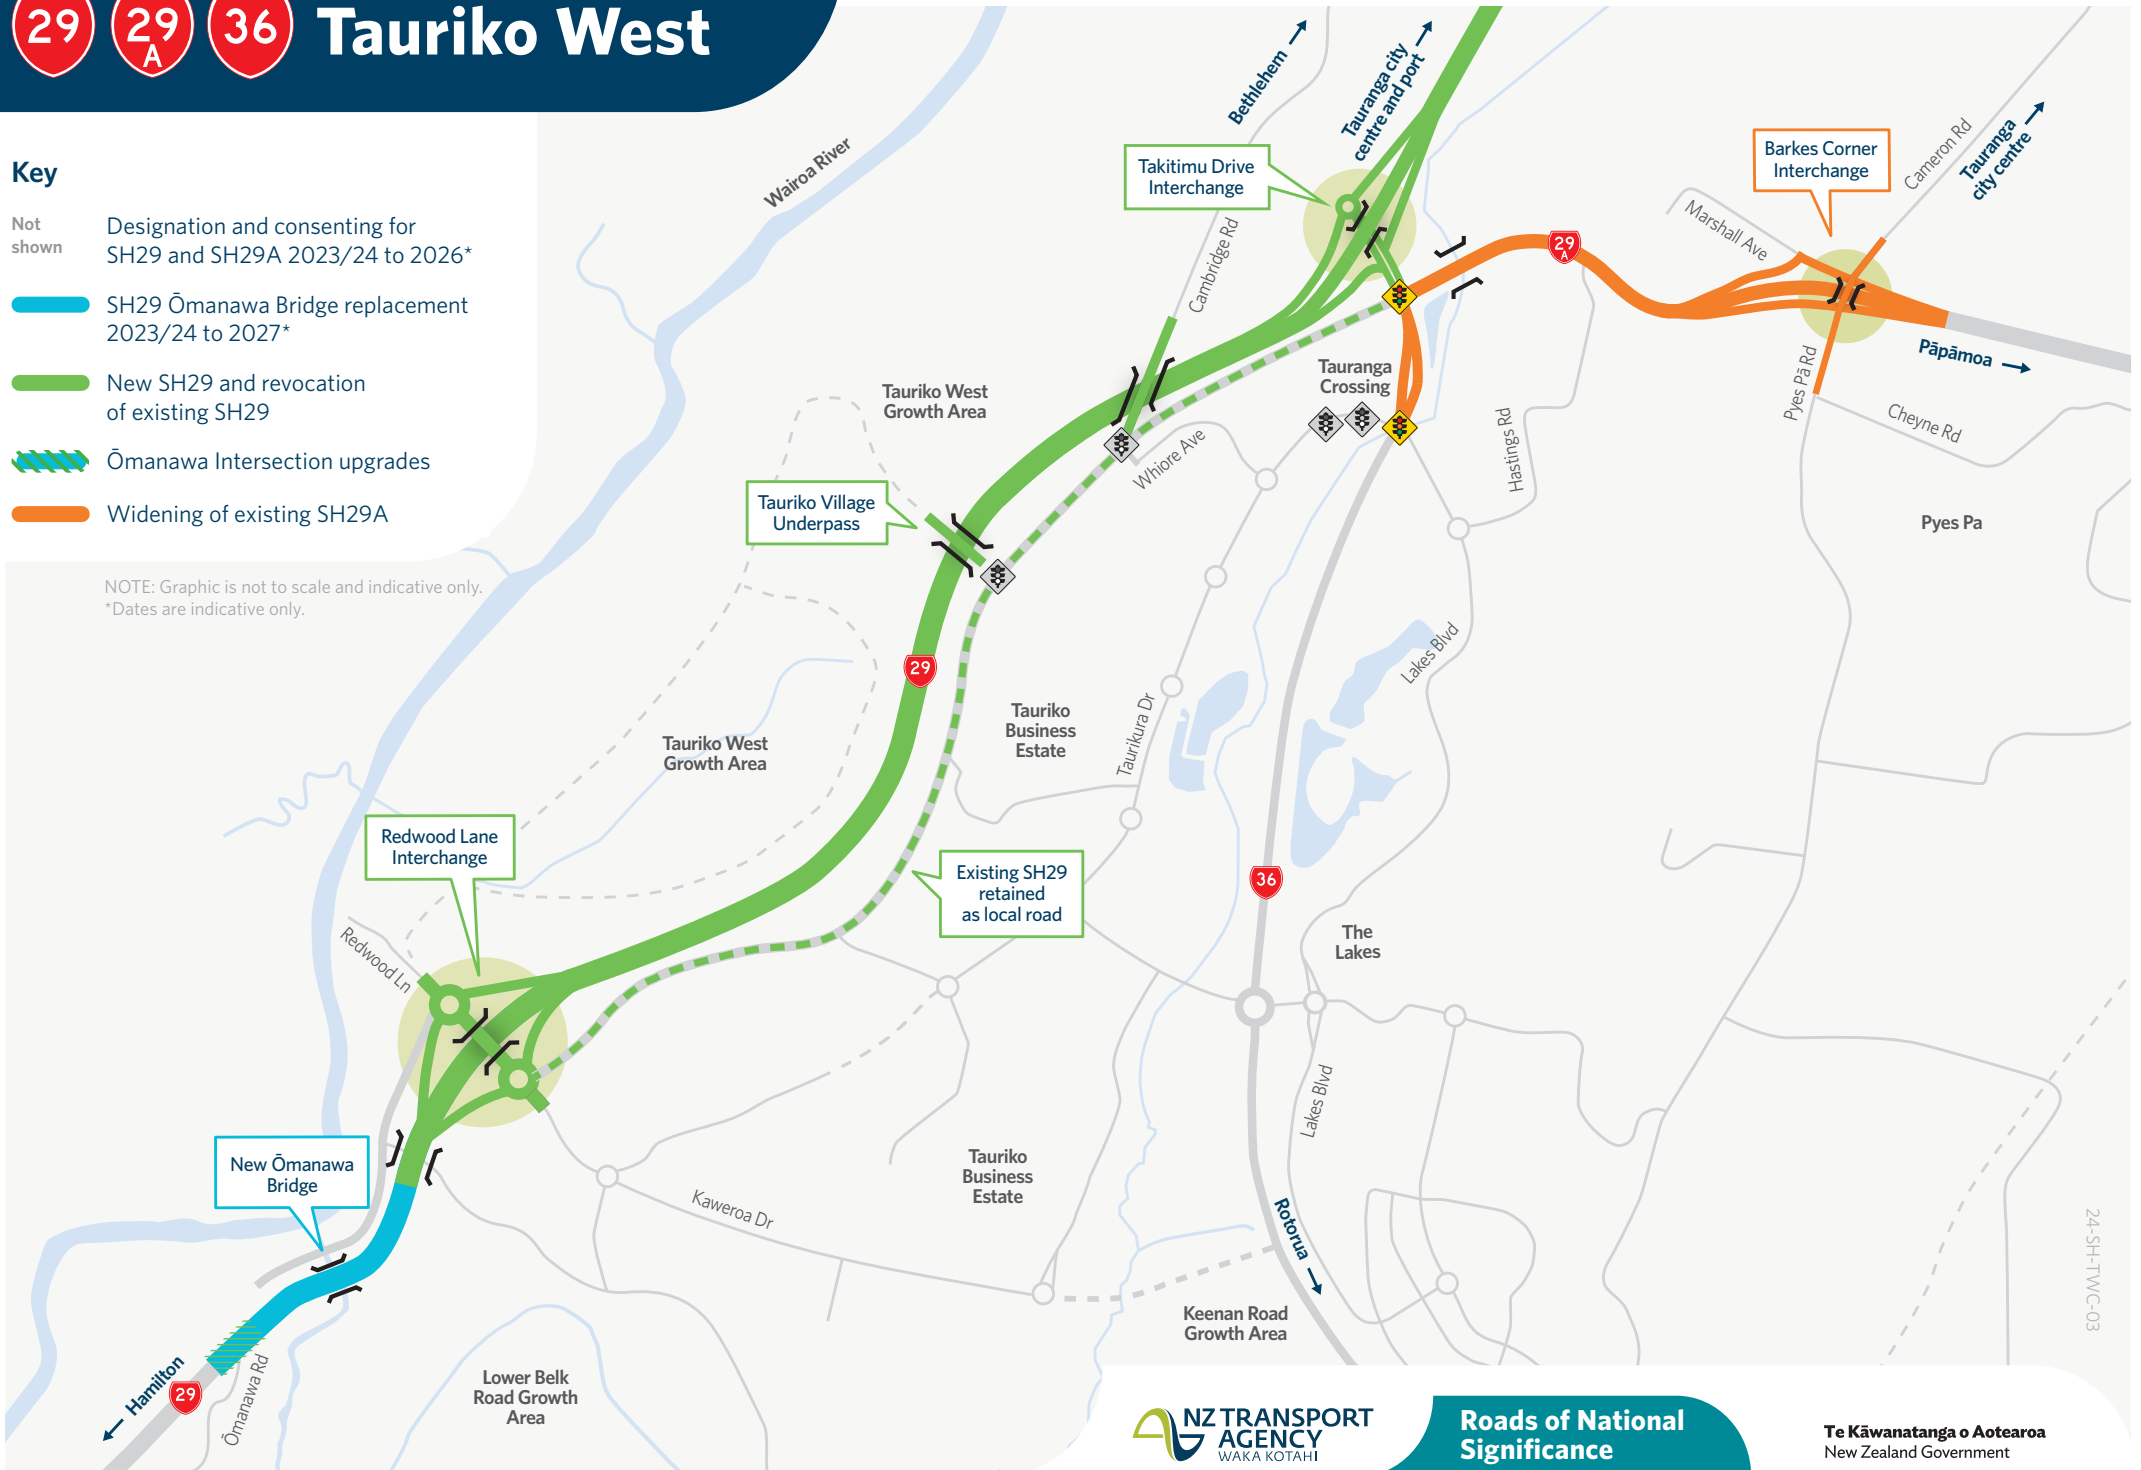 29
29
A
36
Tauriko West
Key
Not
shown
Designation and consenting for
SH29 and SH29A 2023/24 to 2026*
SH29 Ōmanawa Bridge replacement
2023/24 to 2027*
New SH29 and revocation
of existing SH29
Ōmanawa Intersection upgrades
Widening of existing SH29A
NOTE: Graphic is not to scale and indicative only.
*Dates are indicative only.
Wairoa River
Bethlehem
Tauranga city
centre and port
Takitimu Drive
Interchange
Cambridge Rd
29
A
Barkes Corner
Interchange
Cameron Rd
Tauranga
city centre
Marshall Ave
Pāpāmoa
Pyes Pā Rd
Cheyne Rd
Pyes Pa
Hastings Rd
Tauranga
Crossing
Tauriko West
Growth Area
Whiore Ave
Tauriko Village
Underpass
29
Lakes Blvd
Tauriko
Business
Estate
Taurikura Dr
Tauriko West
Growth Area
Redwood Lane
Interchange
Existing SH29
retained
as local road
36
The
Lakes
Redwood Ln
Lakes Blvd
New Ōmanawa
Bridge
Tauriko
Business
Estate
Kaweroa Dr
Rotorua
Keenan Road
Growth Area
Lower Belk
Road Growth
Area
Hamilton
29
Ōmanawa Rd
24-SH-TWC-03
NZ TRANSPORT
AGENCY
WAKA KOTAHI
Roads of National
Significance
Te Kāwanatanga o Aotearoa
New Zealand Government